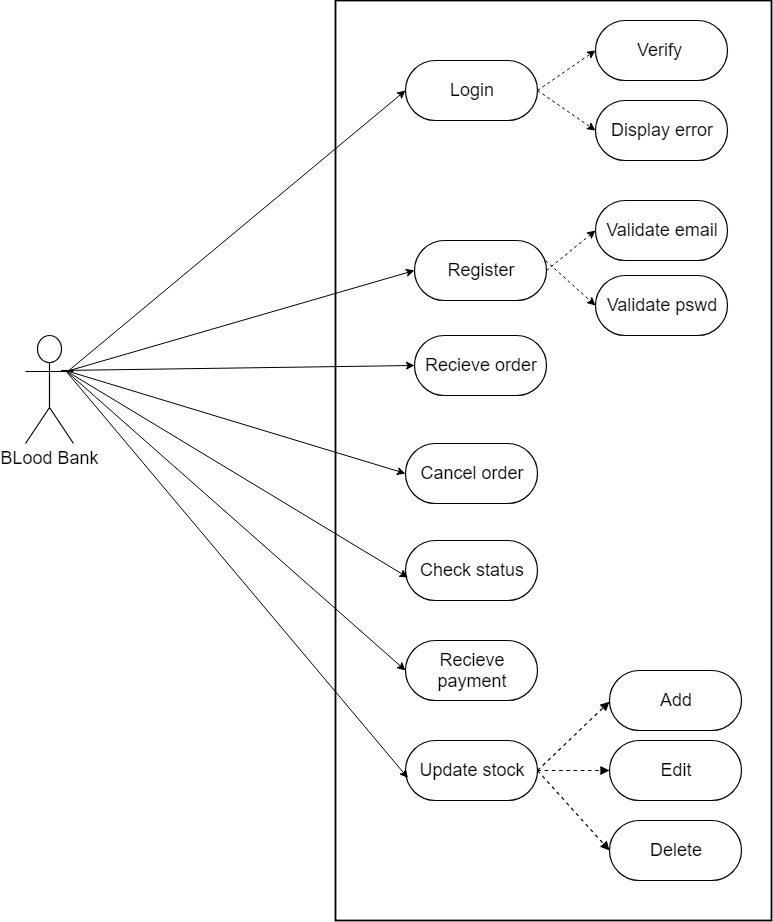 Verify
Login
Display error
Validate email
Register
Validate pswd
Recieve order
BLood Bank
Cancel order
Check status
Recieve
payment
Add
Update stock
Edit
Delete